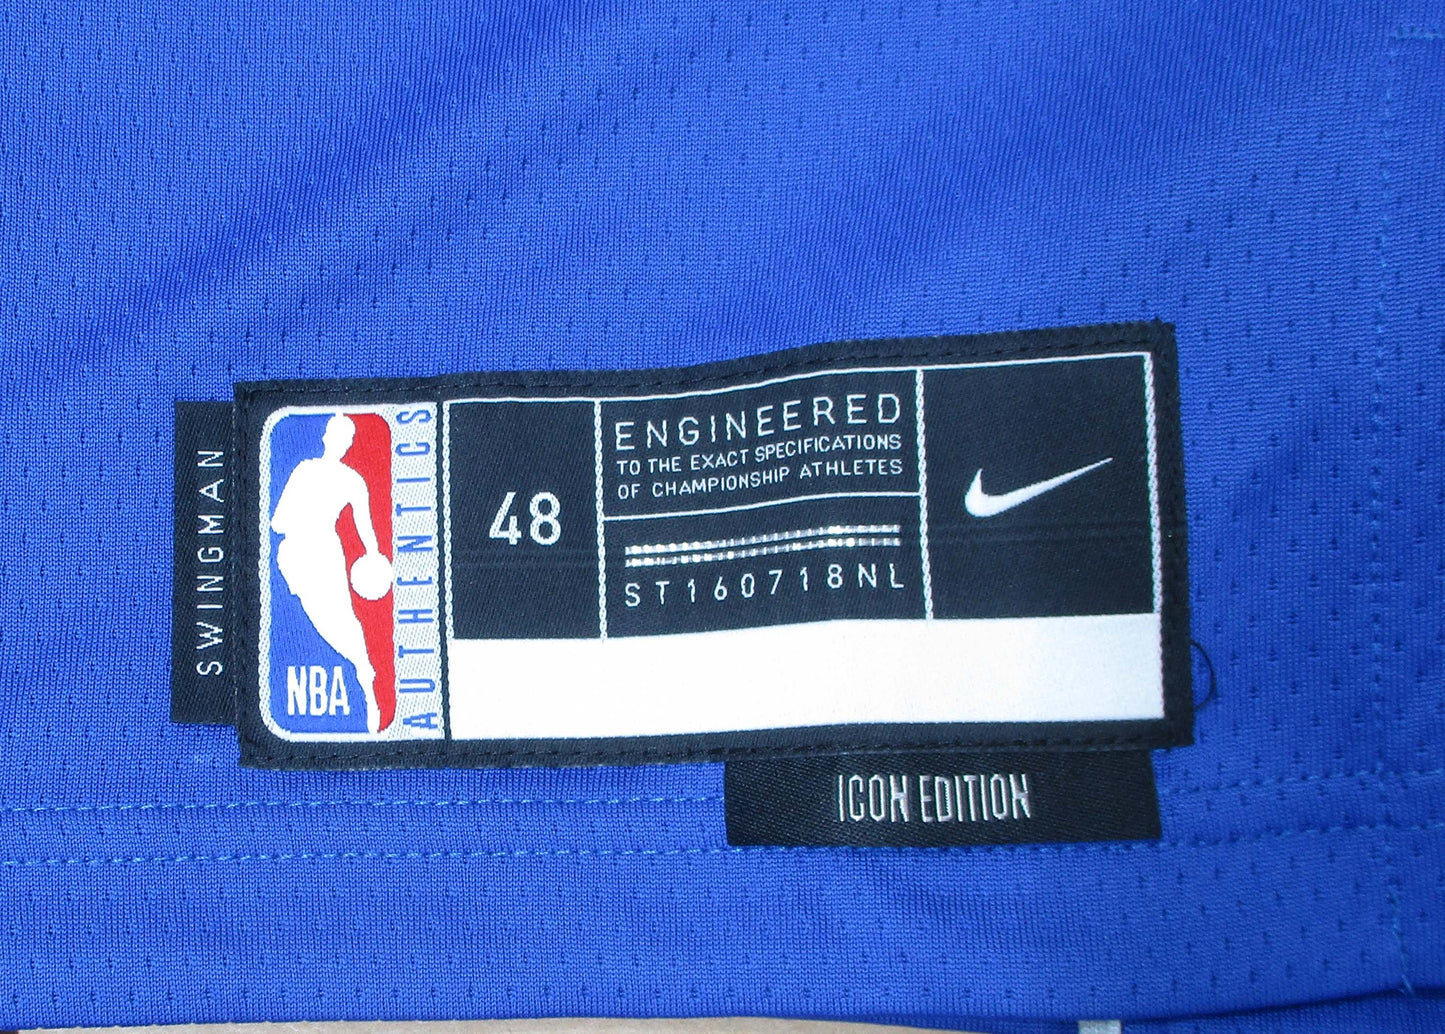 SWINGMAN
NBA
AUTHENTICS
48
ENGINEERED
TO THE EXACT SPECIFICATIONS
OF CHAMPIONSHIP ATHLETES
ST160718NL
ICON EDITION